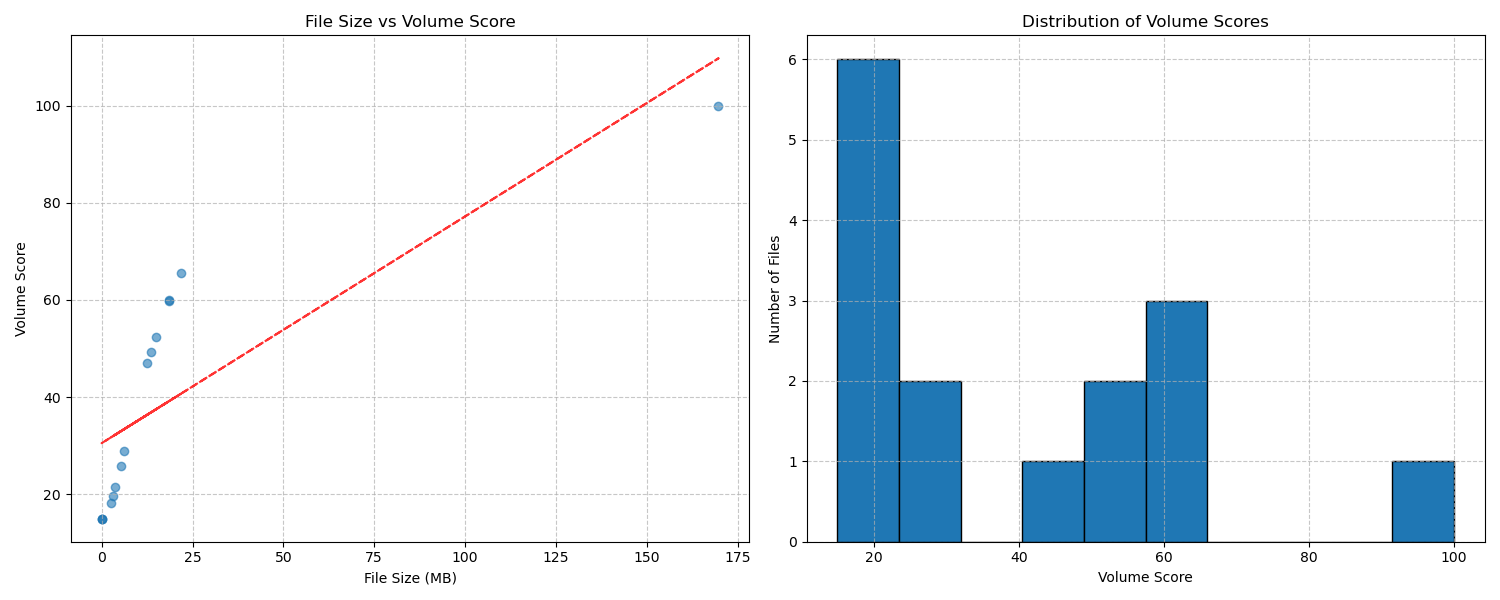 File Size vs Volume Score
Volume Score
100
80
60
40
20
0 25 50 75 100 125 150 175
File Size (MB)
Distribution of Volume Scores
Number of Files
6
5
4
3
2
1
0
20 40 60 80 100
Volume Score